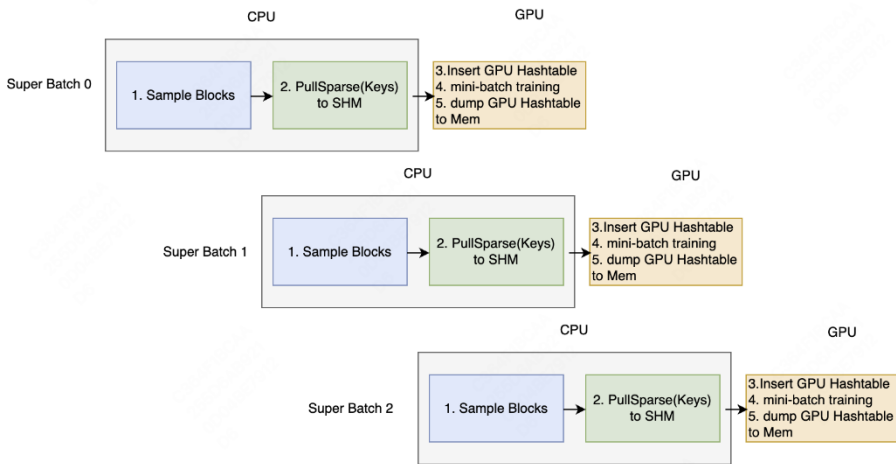 CPU
GPU
Super Batch 0
1. Sample Blocks
2. PullSparse(Keys)
to SHM
3.Insert GPU Hashtable
4. mini-batch training
5. dump GPU Hashtable
to Mem
CPU
GPU
Super Batch 1
1. Sample Blocks
2. PullSparse(Keys)
to SHM
3.Insert GPU Hashtable
4. mini-batch training
5. dump GPU Hashtable
to Mem
CPU
GPU
Super Batch 2
1. Sample Blocks
2. PullSparse(Keys)
to SHM
3.Insert GPU Hashtable
4. mini-batch training
5. dump GPU Hashtable
to Mem